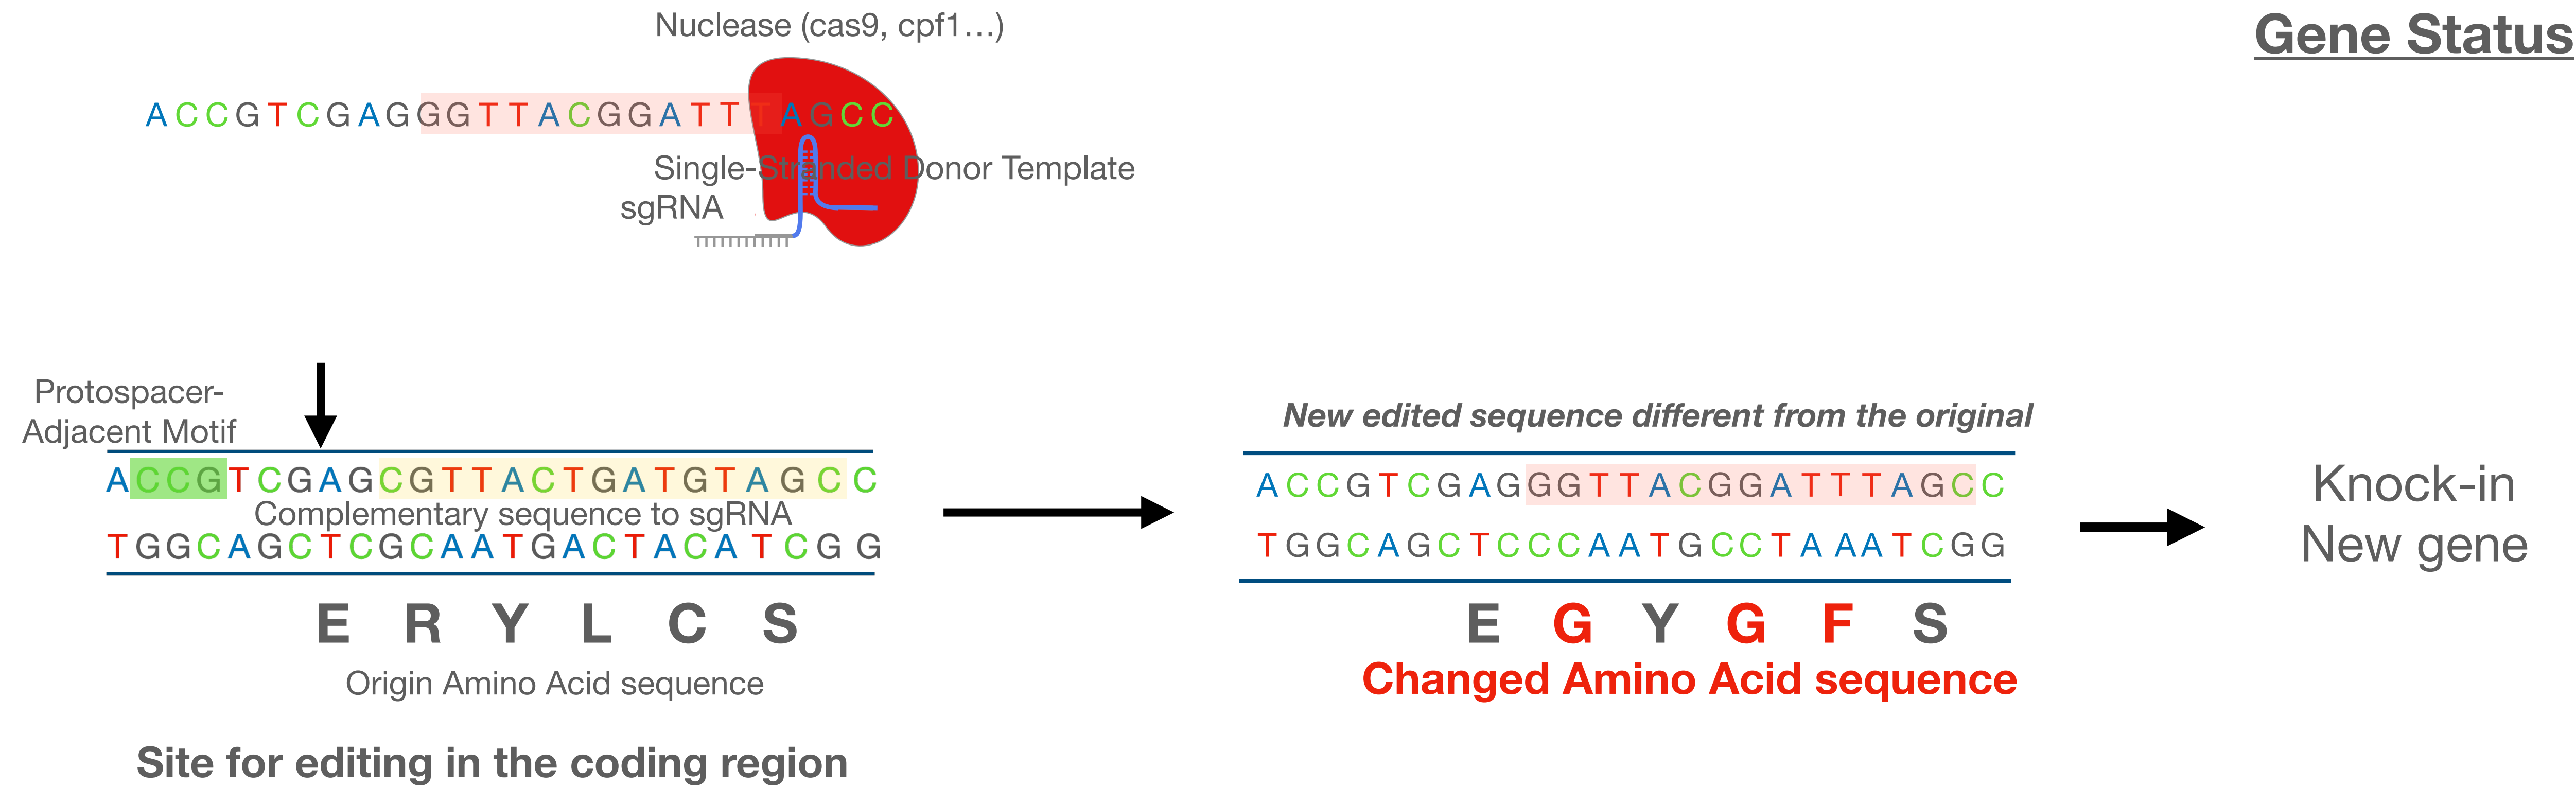 Nuclease (cas9, cpf1…)
Gene Status
ACCGTCGAGGGTTACGGATTTAGCC
Single-Stranded Donor Template
sgRNA
Protospacer-
Adjacent Motif
ACCGTCGAGCGTTACTGATGTAGCC
Complementary sequence to sgRNA
TGGCAGCTCGCAATGACTACATCGG
E R Y L C S
Origin Amino Acid sequence
Site for editing in the coding region
New edited sequence different from the original
ACCGTCGAGGGTTACGGATTTAGCC
TGGCAGCTCCCAATGCCTAAATCGG
E G Y G F S
Changed Amino Acid sequence
Knock-in
New gene